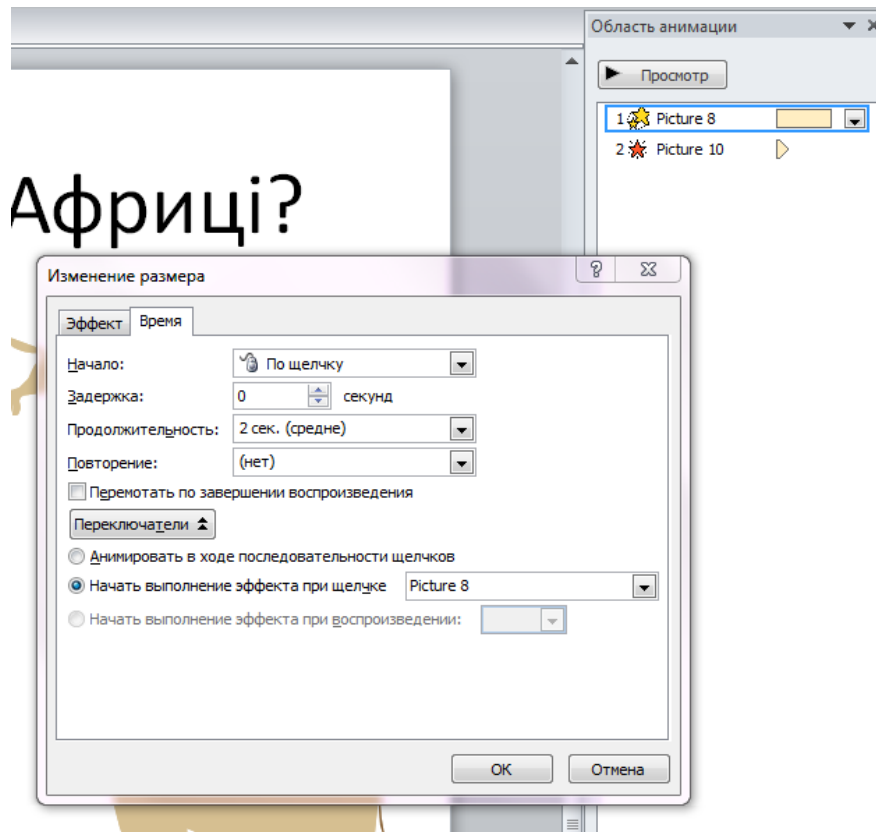 Область анимации
Просмотр
1 Picture 8
2 Picture 10
Африці?
Изменение размера
Эффект Время
Начало: По щелчку
Задержка: 0 секунд
Продолжительность: 2 сек. (средне)
Повторение: (нет)
Перемотать по завершении воспроизведения
Переключатели
Анимировать в ходе последовательности щелчков
Начать выполнение эффекта при щелчке Picture 8
Начать выполнение эффекта при воспроизведении:
ОК Отмена